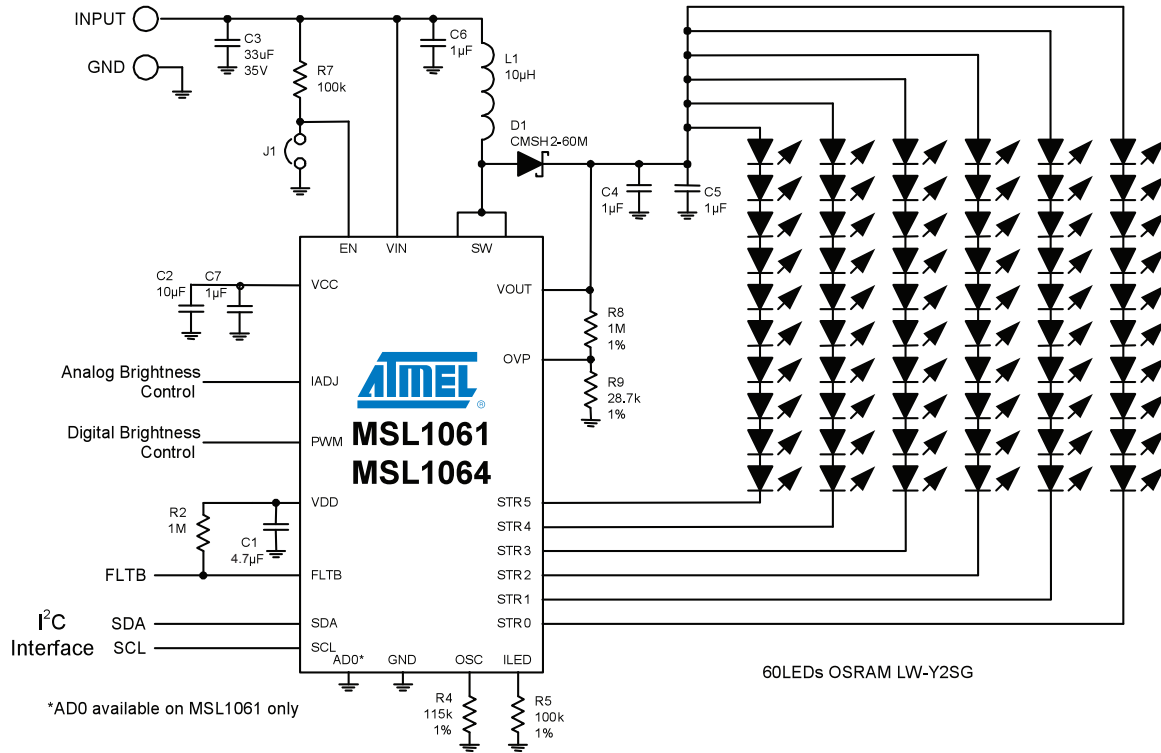 INPUT
GND
C3
33uF
35V
R7
100k
J1
C6
1µF
L1
10µH
D1
CMSH2-60M
C4
1µF
C5
1µF
EN
VIN
SW
C2
10µF
C7
1µF
VCC
VOUT
R8
1M
1%
OVP
R9
28.7k
1%
Analog Brightness
Control
IADJ
ATMEL
®
MSL1061
MSL1064
Digital Brightness
Control
PWM
VDD
R2
1M
C1
4.7µF
FLTB
FLTB
I²C
Interface
SDA
SDA
SCL
SCL
STR5
STR4
STR3
STR2
STR1
STR0
AD0*
GND
OSC
ILED
R4
115k
1%
R5
100k
1%
60LEDs OSRAM LW-Y2SG
*AD0 available on MSL1061 only